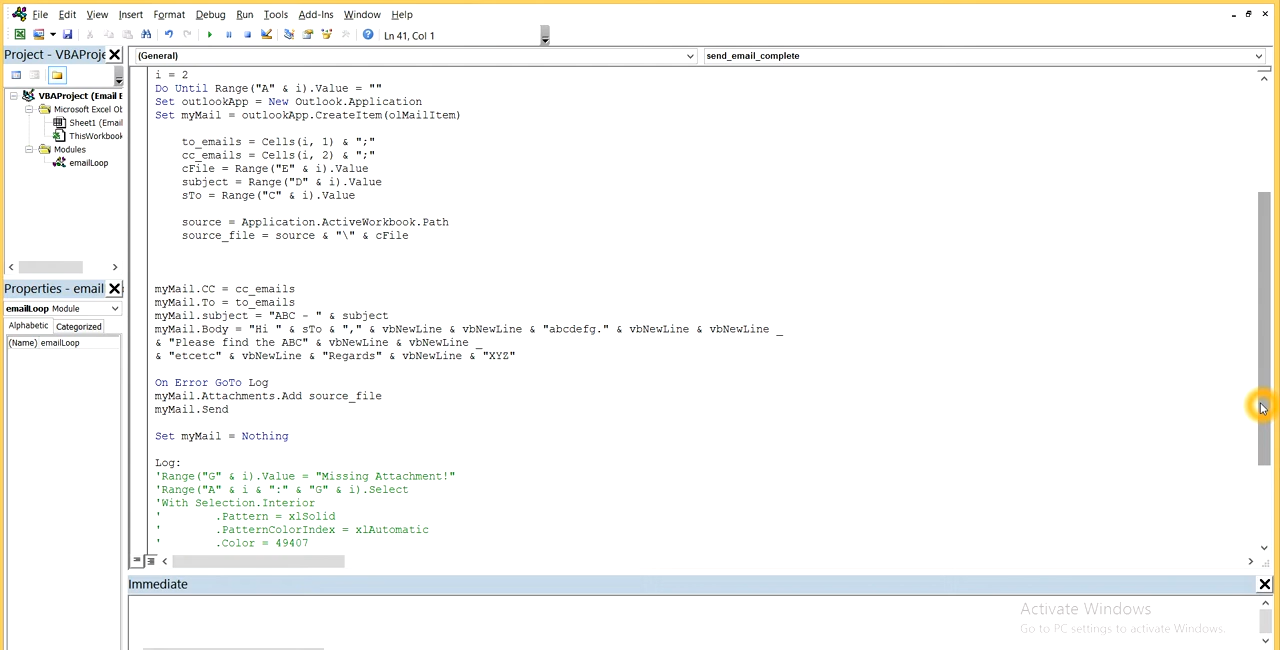 File Edit View Insert Format Debug Run Tools Add-Ins Window Help
Ln 41, Col 1
Project - VBAProje
(General)
send_email_complete
VBAProject (Email E
Microsoft Excel Ob
Sheet1 (Email
ThisWorkbook
Modules
emailLoop
Properties - email
emailLoop Module
Alphabetic Categorized
(Name) emailLoop
i = 2
Do Until Range("A" & i).Value = ""
Set outlookApp = New Outlook.Application
Set myMail = outlookApp.CreateItem(olMailItem)
to_emails = Cells(i, 1) & ";"
cc_emails = Cells(i, 2) & ";"
cFile = Range("E" & i).Value
subject = Range("D" & i).Value
sTo = Range("C" & i).Value
source = Application.ActiveWorkbook.Path
source_file = source & "\" & cFile
myMail.CC = cc_emails
myMail.To = to_emails
myMail.subject = "ABC - " & subject
myMail.Body = "Hi " & sTo & "," & vbNewLine & vbNewLine & "abcdefg." & vbNewLine & vbNewLine _
& "Please find the ABC" & vbNewLine & vbNewLine _
& "etcetc" & vbNewLine & "Regards" & vbNewLine & "XYZ"
On Error GoTo Log
myMail.Attachments.Add source_file
myMail.Send
Set myMail = Nothing
Log:
'Range("G" & i).Value = "Missing Attachment!"
'Range("A" & i & ":" & "G" & i).Select
'With Selection.Interior
' .Pattern = xlSolid
' .PatternColorIndex = xlAutomatic
' .Color = 49407
Immediate
Activate Windows
Go to PC settings to activate Windows.